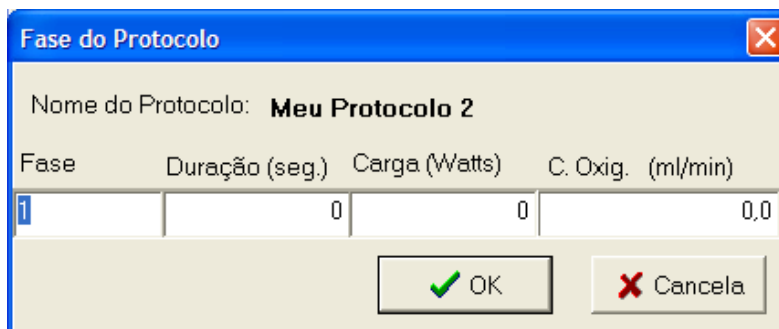 Fase do Protocolo
Nome do Protocolo: Meu Protocolo 2
Fase Duração (seg.) Carga (Watts) C. Oxig. (ml/min)
1 0 0 0,0
OK Cancela